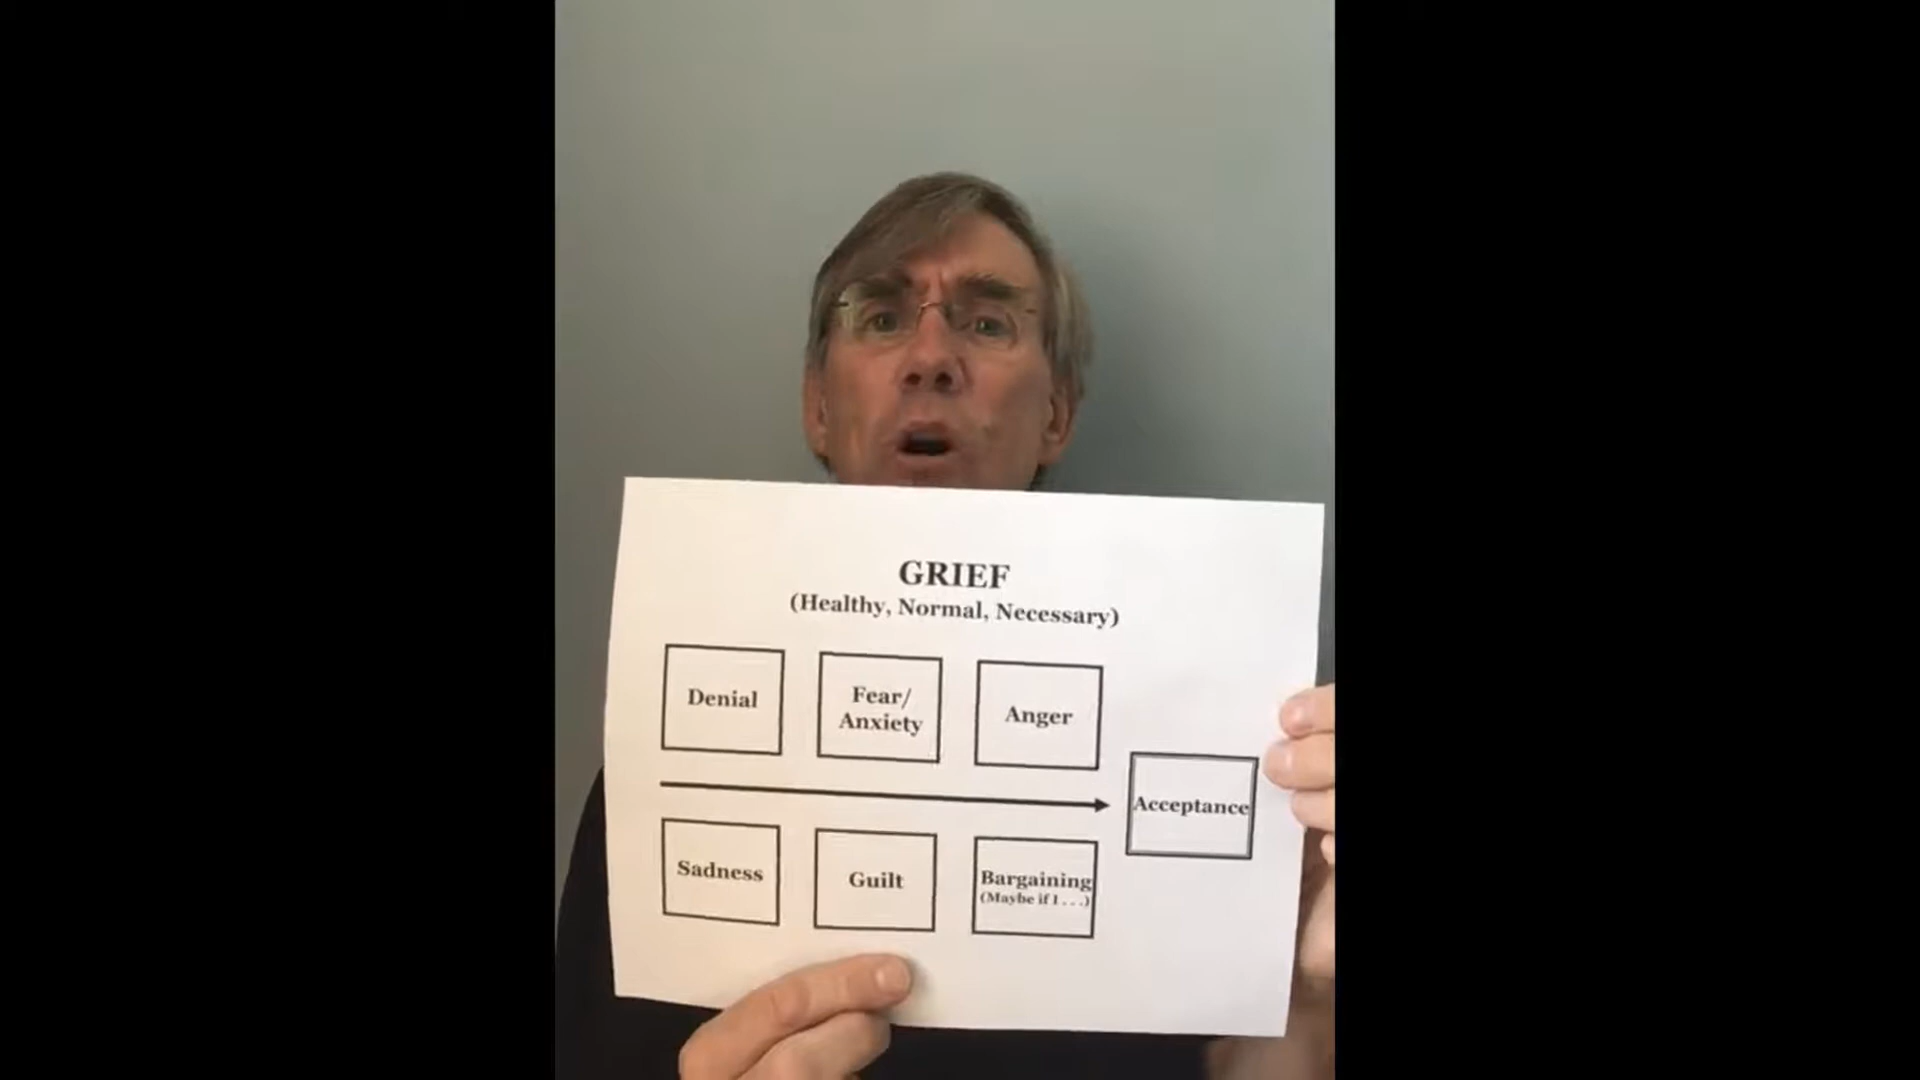 GRIEF
(Healthy, Normal, Necessary)
Denial
Fear/
Anxiety
Anger
Acceptance
Sadness
Guilt
Bargaining
(Maybe if I . . .)